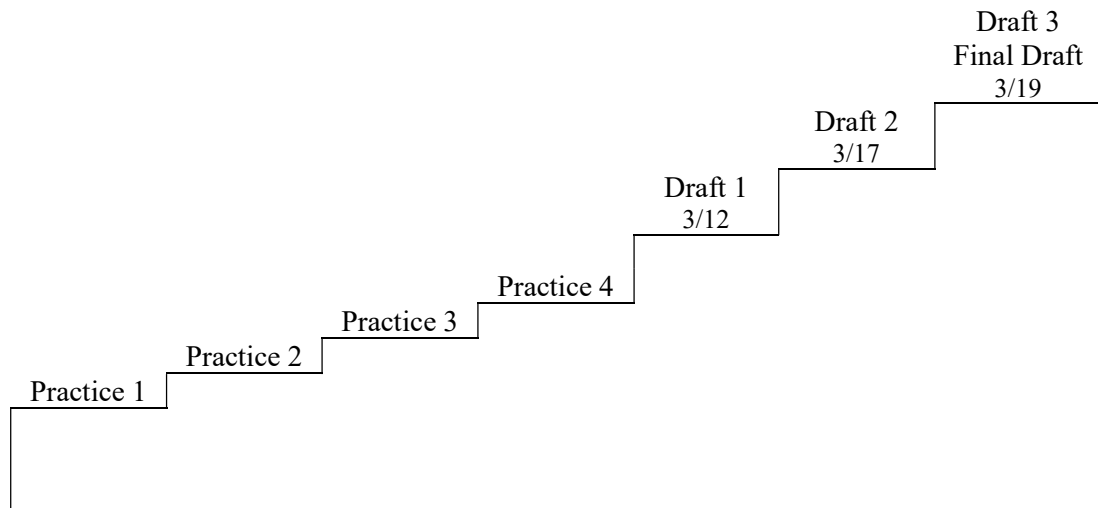 Draft 3
Final Draft
3/19
Draft 2
3/17
Draft 1
3/12
Practice 4
Practice 3
Practice 2
Practice 1